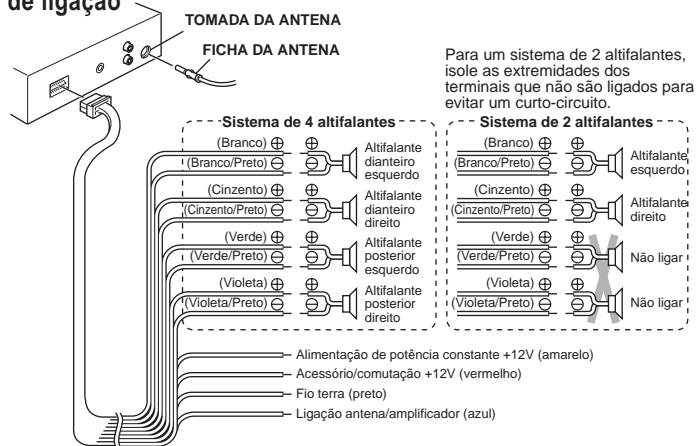 de ligação
TOMADA DA ANTENA
FICHA DA ANTENA
Para um sistema de 2 altifalantes,
isole as extremidades dos
terminais que não são ligados para
evitar um curto-circuito.
Sistema de 4 altifalantes
(Branco) ⊕ ⊕
(Branco/Preto) ⊖ ⊖
Altifalante
dianteiro
esquerdo
(Cinzento) ⊕ ⊕
(Cinzento/Preto) ⊖ ⊖
Altifalante
dianteiro
direito
(Verde) ⊕ ⊕
(Verde/Preto) ⊖ ⊖
Altifalante
posterior
esquerdo
(Violeta) ⊕ ⊕
(Violeta/Preto) ⊖ ⊖
Altifalante
posterior
direito
Sistema de 2 altifalantes
(Branco) ⊕ ⊕
(Branco/Preto) ⊖ ⊖
Altifalante
esquerdo
(Cinzento) ⊕ ⊕
(Cinzento/Preto) ⊖ ⊖
Altifalante
direito
(Verde) ⊕ ⊕
(Verde/Preto) ⊖ ⊖
Não ligar
(Violeta) ⊕ ⊕
(Violeta/Preto) ⊖ ⊖
Não ligar
Alimentação de potência constante +12V (amarelo)
Acessório/comutação +12V (vermelho)
Fio terra (preto)
Ligação antena/amplificador (azul)